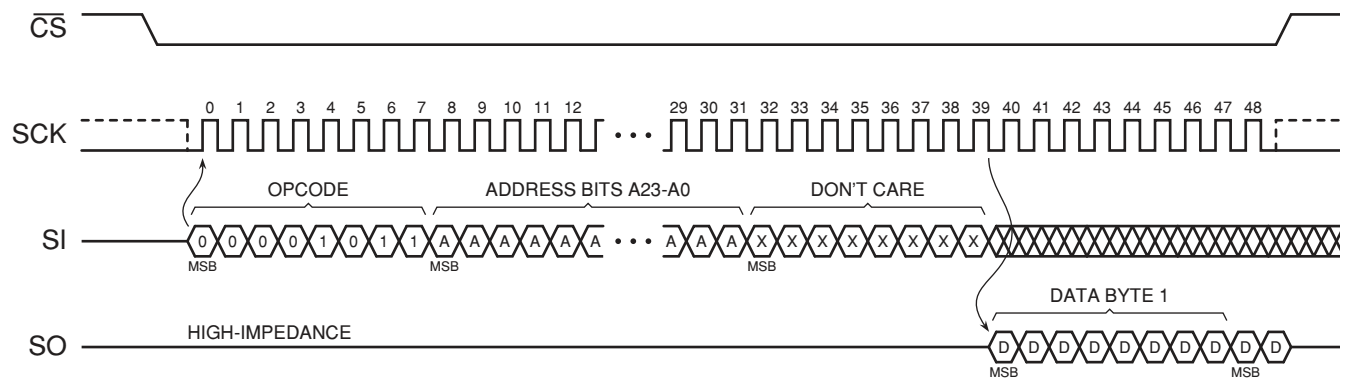 CS
0 1 2 3 4 5 6 7 8 9 10 11 12 29 30 31 32 33 34 35 36 37 38 39 40 41 42 43 44 45 46 47 48
SCK
OPCODE ADDRESS BITS A23-A0 DON'T CARE
SI 0 0 0 0 1 0 1 1 A A A A A A A A A X X X X X X X X
MSB MSB MSB
DATA BYTE 1
HIGH-IMPEDANCE
SO D D D D D D D D D D
MSB MSB